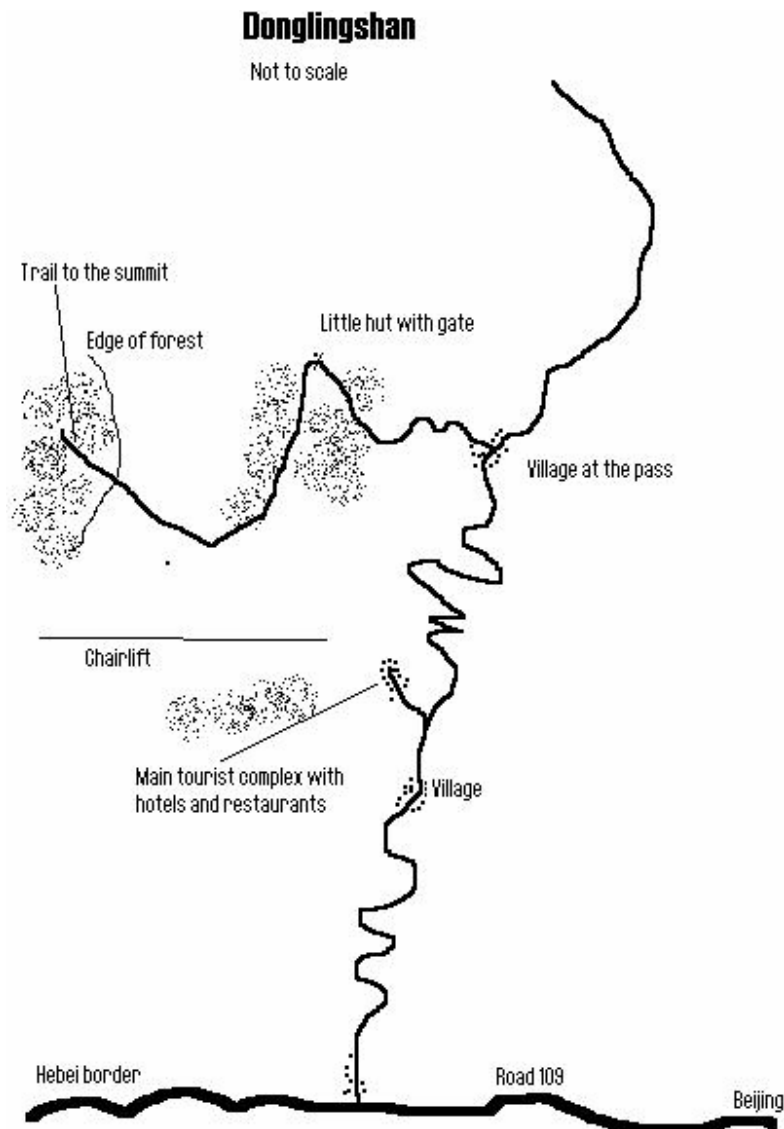 Donglingshan
Not to scale
Trail to the summit
Edge of forest
Little hut with gate
Village at the pass
Chairlift
Main tourist complex with
hotels and restaurants
Village
Hebei border
Road 109
Beijing